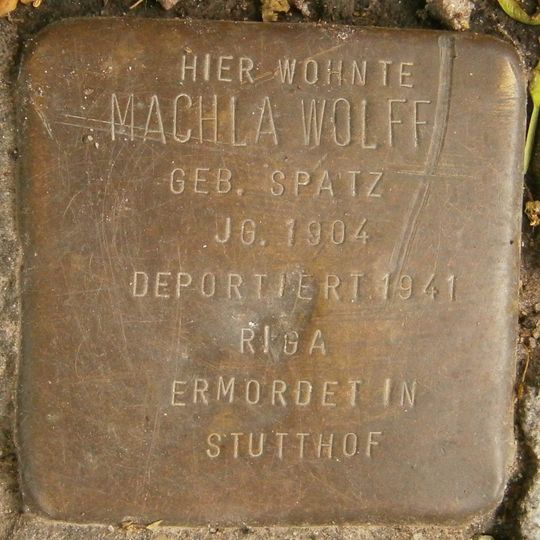 HIER WOHNTE
MACHLA WOLFF
GEB. SPATZ
JG. 1904
DEPORTIERT 1941
RIGA
ERMORDET IN
STUTTHOF